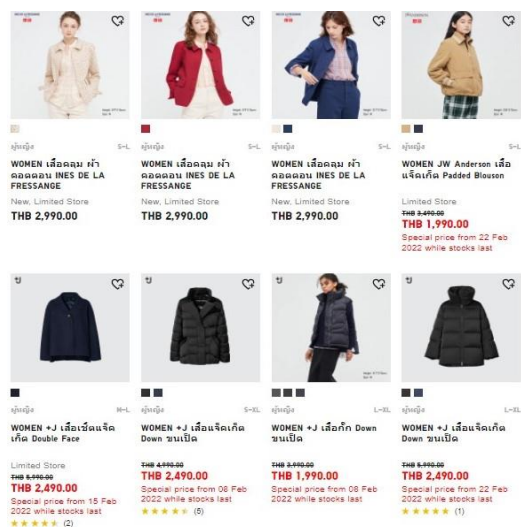 ผู้หญิง
S-L
WOMEN เสื้อคลุม ผ้า
คอตตอน INES DE LA
FRESSANGE
New, Limited Store
THB 2,990.00
ผู้หญิง
S-L
WOMEN เสื้อคลุม ผ้า
คอตตอน INES DE LA
FRESSANGE
New, Limited Store
THB 2,990.00
ผู้หญิง
S-L
WOMEN เสื้อคลุม ผ้า
คอตตอน INES DE LA
FRESSANGE
New, Limited Store
THB 2,990.00
ผู้หญิง
S-L
WOMEN JW Anderson เสื้อ
แจ็คเก็ต Padded Blouson
Limited Store
THB 3,490.00
THB 1,990.00
Special price from 22 Feb
2022 while stocks last
+J
ผู้หญิง
M-L
WOMEN +J เสื้อเชิ้ตแจ็ค
เก็ต Double Face
Limited Store
THB 5,990.00
THB 2,490.00
Special price from 15 Feb
2022 while stocks last
(2)
+J
ผู้หญิง
S-XL
WOMEN +J เสื้อแจ็คเก็ต
Down ขนเป็ด
THB 4,990.00
THB 2,490.00
Special price from 08 Feb
2022 while stocks last
(5)
+J
ผู้หญิง
L-XL
WOMEN +J เสื้อกั๊ก Down
ขนเป็ด
THB 3,990.00
THB 1,990.00
Special price from 08 Feb
2022 while stocks last
+J
ผู้หญิง
L-XL
WOMEN +J เสื้อแจ็คเก็ต
Down ขนเป็ด
THB 5,990.00
THB 2,490.00
Special price from 22 Feb
2022 while stocks last
(1)